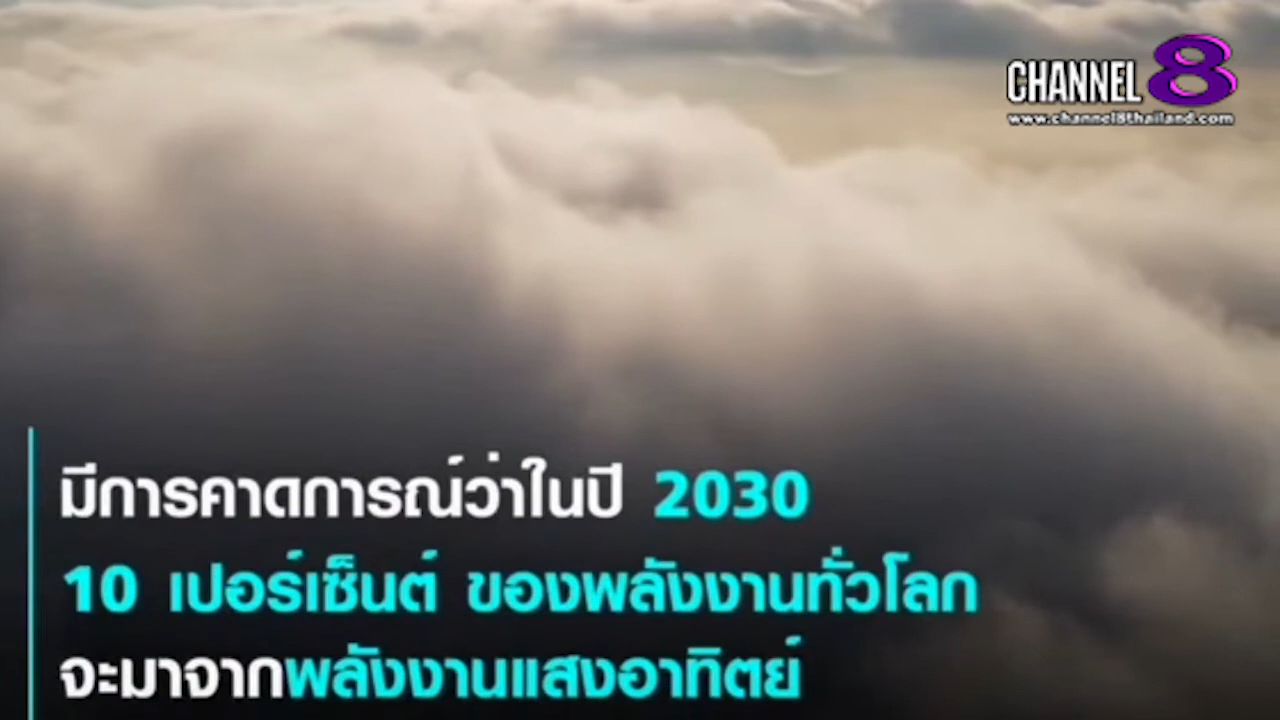 CHANNEL 8
www.channel8thailand.com
มีการคาดการณ์ว่าในปี 2030
10 เปอร์เซ็นต์ ของพลังงานทั่วโลก
จะมาจากพลังงานแสงอาทิตย์